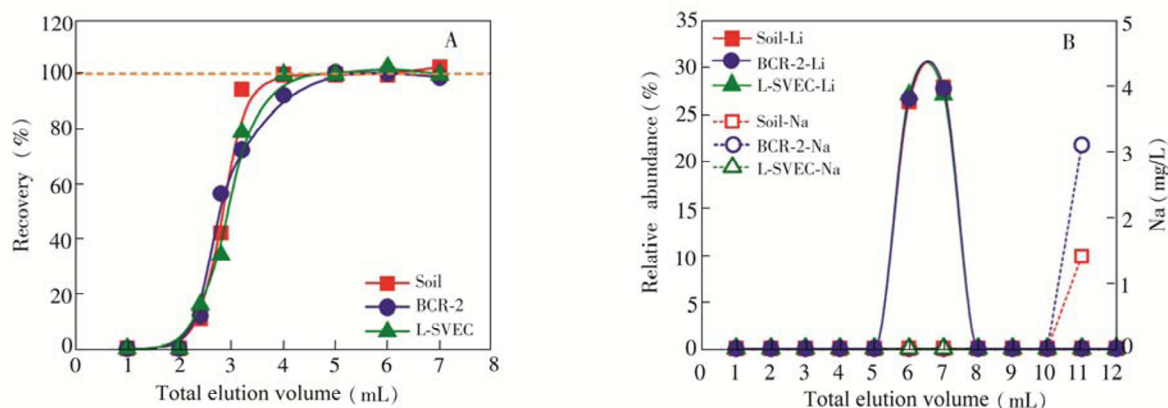 A
Recovery (%)
120
100
80
60
40
20
0
0 1 2 3 4 5 6 7 8
Total elution volume (mL)
Soil
BCR-2
L-SVEC
B
Relative abundance (%)
35
30
25
20
15
10
5
0
0 1 2 3 4 5 6 7 8 9 10 11 12
Total elution volume (mL)
Soil-Li
BCR-2-Li
L-SVEC-Li
Soil-Na
BCR-2-Na
L-SVEC-Na
5
4
3
2
1
0
Na (mg/L)